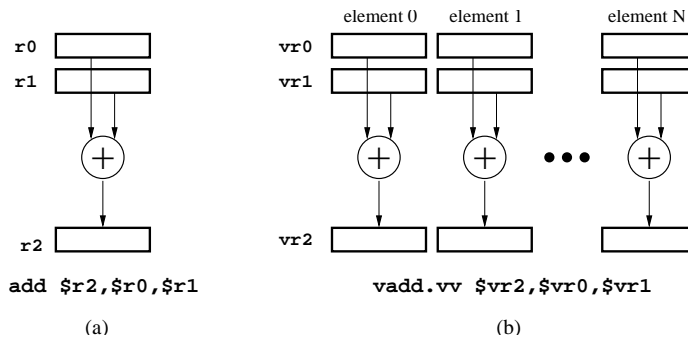 element 0 element 1 element N
r0 vr0
r1 vr1
r2 vr2
add $r2,$r0,$r1 vadd.vv $vr2,$vr0,$vr1
(a) (b)